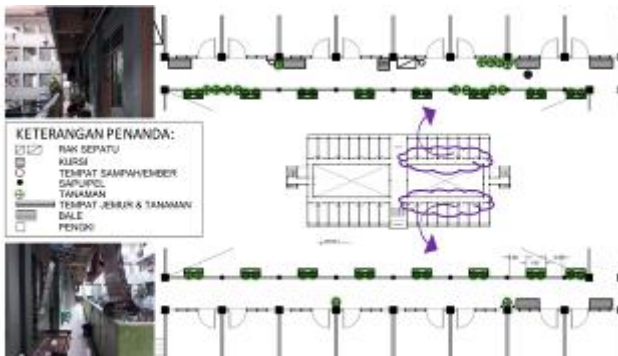 KETERANGAN PENANDA:
RAK SEPATU
KURSI
TEMPAT SAMPAH/EMBER
SAPU/PEL
TANAMAN
TEMPAT JEMUR & TANAMAN
BALE
PENGKI